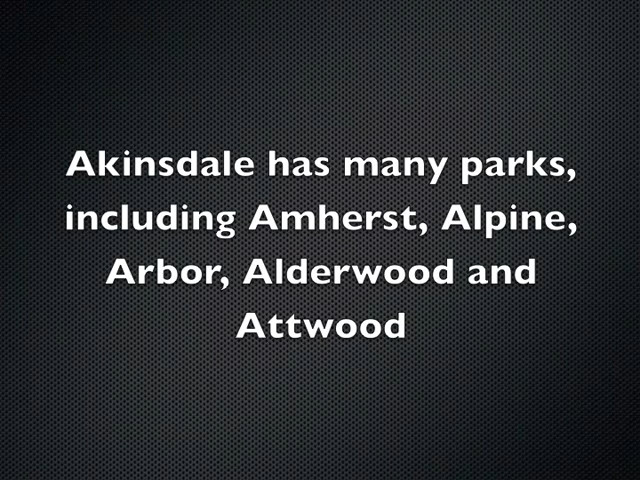 Akinsdale has many parks,
including Amherst, Alpine,
Arbor, Alderwood and
Attwood